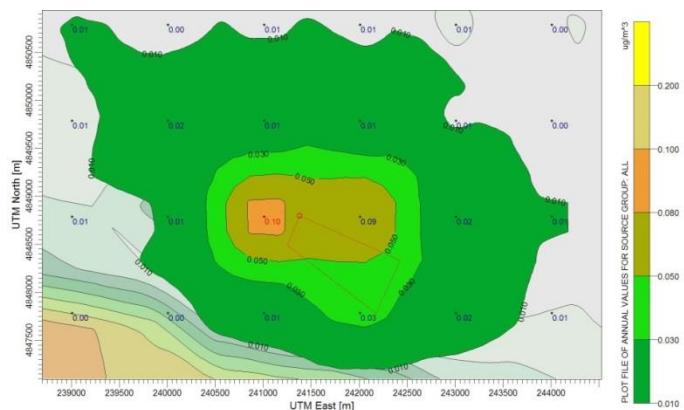 ug/m^3
PLOT FILE OF ANNUAL VALUES FOR SOURCE GROUP: ALL
0.200
0.100
0.080
0.050
0.030
0.010
UTM North [m]
4850500
4850000
4849500
4849000
4848500
4848000
4847500
0.01 0.00 0.01 0.01 0.01 0.00
0.010 0.010 0.010
0.01 0.02 0.01 0.01 0.01 0.00
0.010
0.030 0.030
0.010 0.050 0.010
0.01 0.01 0.10 0.09 0.02 0.01
0.050 0.050
0.010
0.050 0.030
0.00 0.00 0.01 0.03 0.02 0.01
0.010 0.010
0.010
239000 239500 240000 240500 241000 241500 242000 242500 243000 243500 244000
UTM East [m]